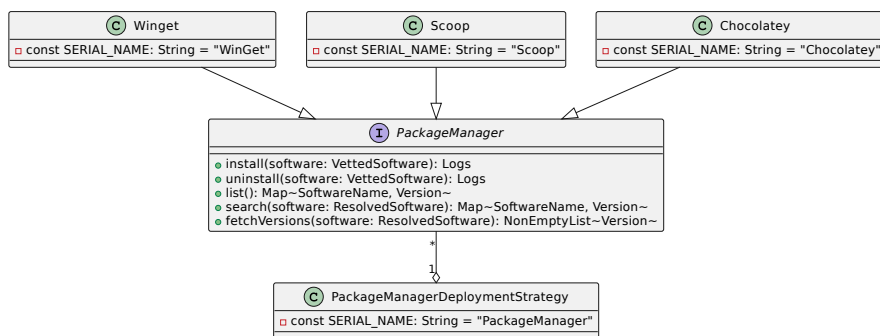 C Winget
const SERIAL_NAME: String = "WinGet"
C Scoop
const SERIAL_NAME: String = "Scoop"
C Chocolatey
const SERIAL_NAME: String = "Chocolatey"
I PackageManager
install(software: VettedSoftware): Logs
uninstall(software: VettedSoftware): Logs
list(): Map~SoftwareName, Version~
search(software: ResolvedSoftware): Map~SoftwareName, Version~
fetchVersions(software: ResolvedSoftware): NonEmptyList~Version~
*
1
C PackageManagerDeploymentStrategy
const SERIAL_NAME: String = "PackageManager"